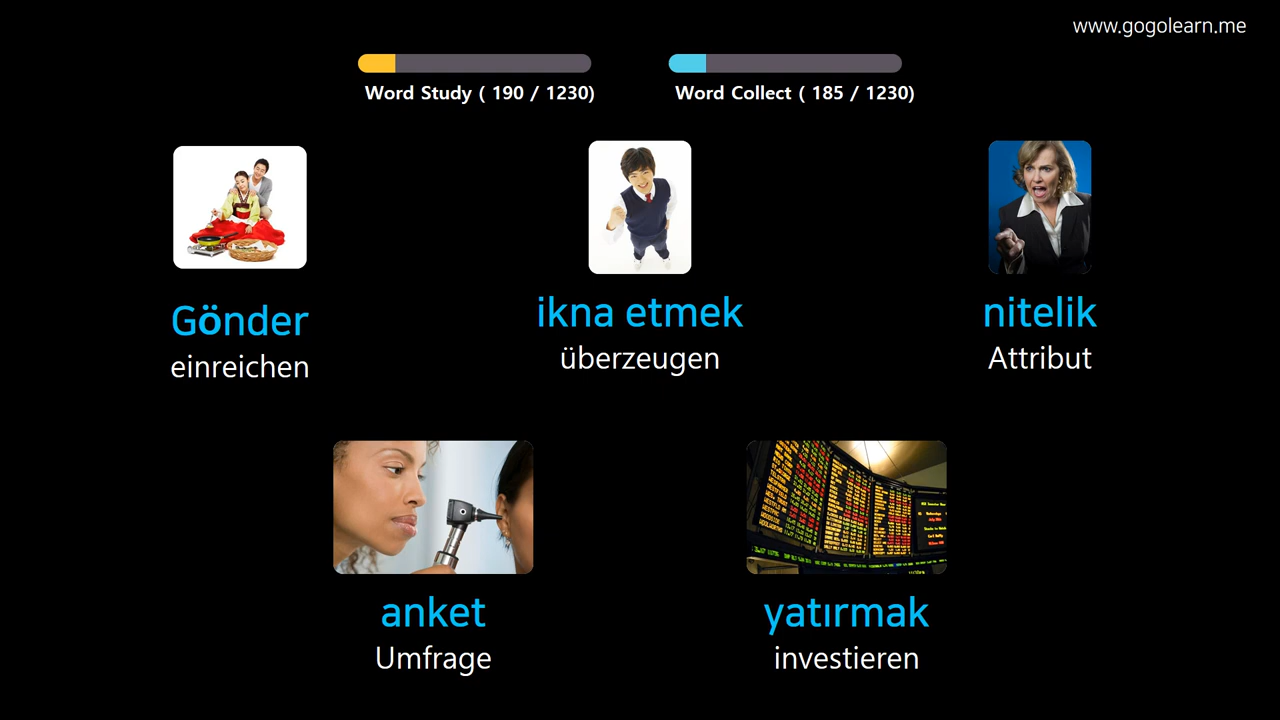 www.gogolearn.me
Word Study ( 190 / 1230)
Word Collect ( 185 / 1230)
Gönder
einreichen
ikna etmek
überzeugen
nitelik
Attribut
anket
Umfrage
yatırmak
investieren